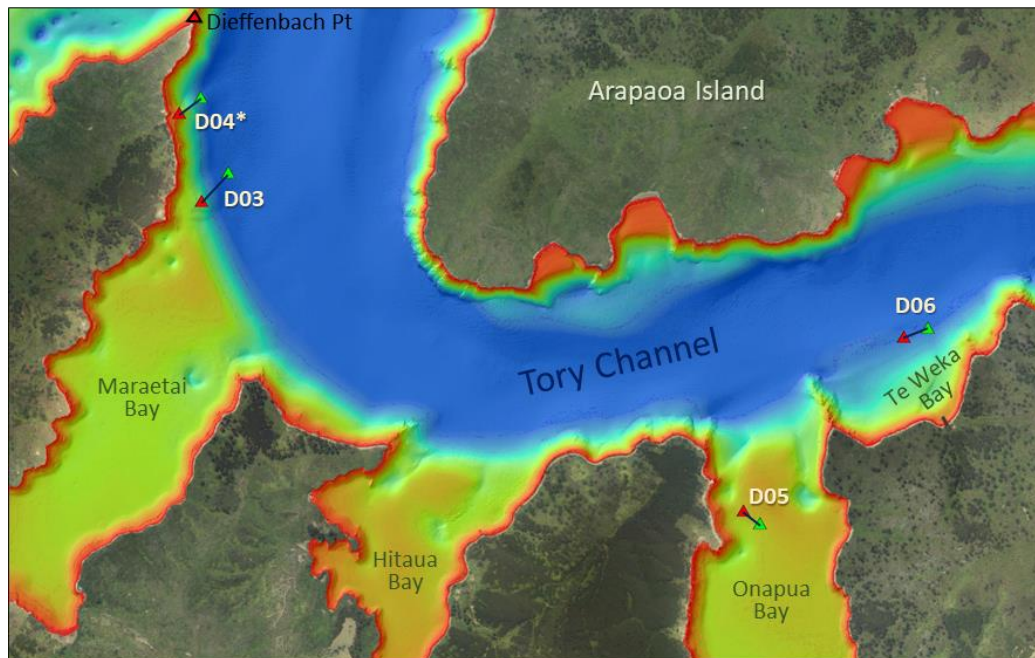 Dieffenbach Pt
Arapaoa Island
D04*
D03
D06
Tory Channel
Te Weka
Bay
Maraetai
Bay
D05
Hitaua
Bay
Onapua
Bay